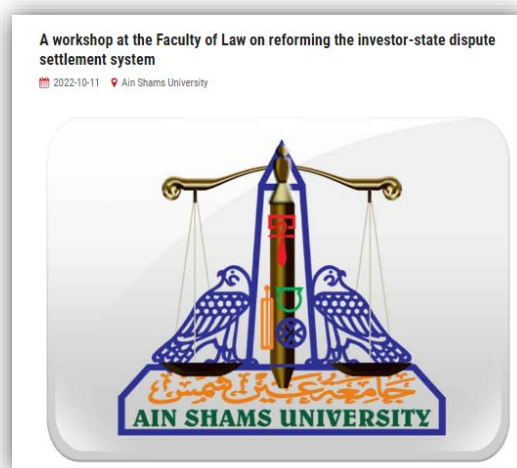 A workshop at the Faculty of Law on reforming the investor-state dispute
settlement system
2022-10-11 Ain Shams University
جامعة عين شمس
AIN SHAMS UNIVERSITY